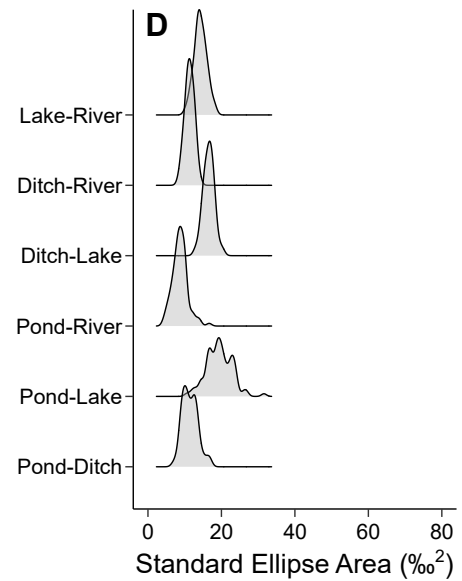 D
Lake-River
Ditch-River
Ditch-Lake
Pond-River
Pond-Lake
Pond-Ditch
0 20 40 60 80
Standard Ellipse Area (‰²)